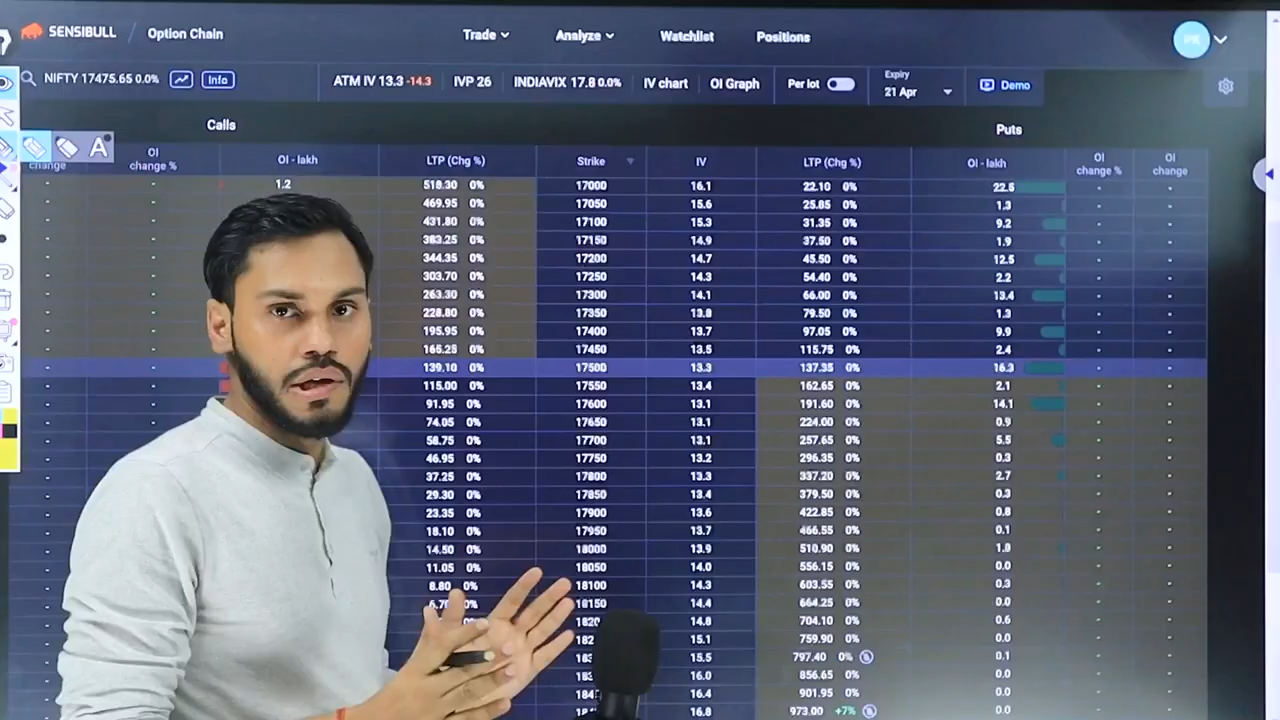 SENSIBULL Option Chain Trade Analyze Watchlist Positions PK
NIFTY 17475.65 0.0% Info ATM IV 13.3 -14.3 IVP 26 INDIAVIX 17.8 0.0% IV chart OI Graph Per lot Expiry 21 Apr Demo
Calls Puts
A
change OI change % OI - lakh LTP (Chg %) Strike IV LTP (Chg %) OI - lakh OI change % OI change
- - 1.2 518.30 0% 17000 16.1 22.10 0% 22.5 - -
- - 469.95 0% 17050 15.6 25.85 0% 1.3 - -
- - 431.80 0% 17100 15.3 31.35 0% 9.2 - -
- - 383.25 0% 17150 14.9 37.50 0% 1.9 - -
- - 344.35 0% 17200 14.7 45.50 0% 12.5 - -
- - 303.70 0% 17250 14.3 54.40 0% 2.2 - -
- - 263.30 0% 17300 14.1 66.00 0% 13.4 - -
- - 228.80 0% 17350 13.8 79.50 0% 1.3 - -
- - 195.95 0% 17400 13.7 97.05 0% 9.9 - -
- - 165.25 0% 17450 13.5 115.75 0% 2.4 - -
- - 139.10 0% 17500 13.3 137.35 0% 16.3 - -
- - 115.00 0% 17550 13.4 162.65 0% 2.1 - -
- - 91.95 0% 17600 13.1 191.60 0% 14.1 - -
- - 74.05 0% 17650 13.1 224.00 0% 0.9 - -
- - 58.75 0% 17700 13.1 257.65 0% 5.5 - -
- 46.95 0% 17750 13.2 296.35 0% 0.3 - -
- 37.25 0% 17800 13.3 337.20 0% 2.7 - -
- 29.30 0% 17850 13.4 379.50 0% 0.3 - -
- 23.35 0% 17900 13.6 422.85 0% 0.8 - -
- 18.10 0% 17950 13.7 466.55 0% 0.1 - -
- 14.50 0% 18000 13.9 510.90 0% 1.8 - -
- 11.05 0% 18050 14.0 556.15 0% 0.0 - -
- 8.80 0% 18100 14.3 603.55 0% 0.3 - -
- 0% 18150 14.4 664.25 0% 0.0 - -
- 14.8 704.10 0% 0.6 - -
- 15.1 759.90 0% 0.0 - -
- 15.5 797.40 0% 0.1 - -
- 16.0 856.65 0% 0.0 - -
- 16.4 901.95 0% 0.0 - -
- 16.8 973.00 +7% 0.0 - -